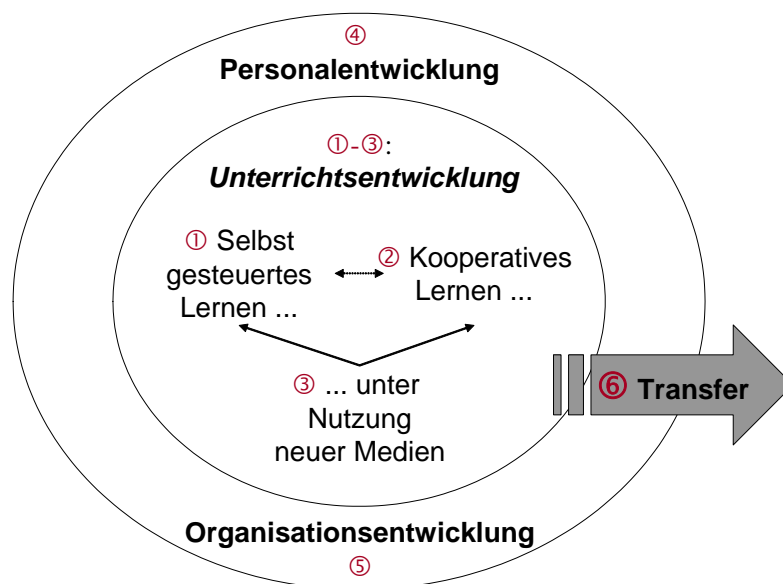 ④
Personalentwicklung
①-③:
Unterrichtsentwicklung
① Selbst
gesteuertes
Lernen ...
② Kooperatives
Lernen ...
③ ... unter
Nutzung
neuer Medien
⑥ Transfer
Organisationsentwicklung
⑤